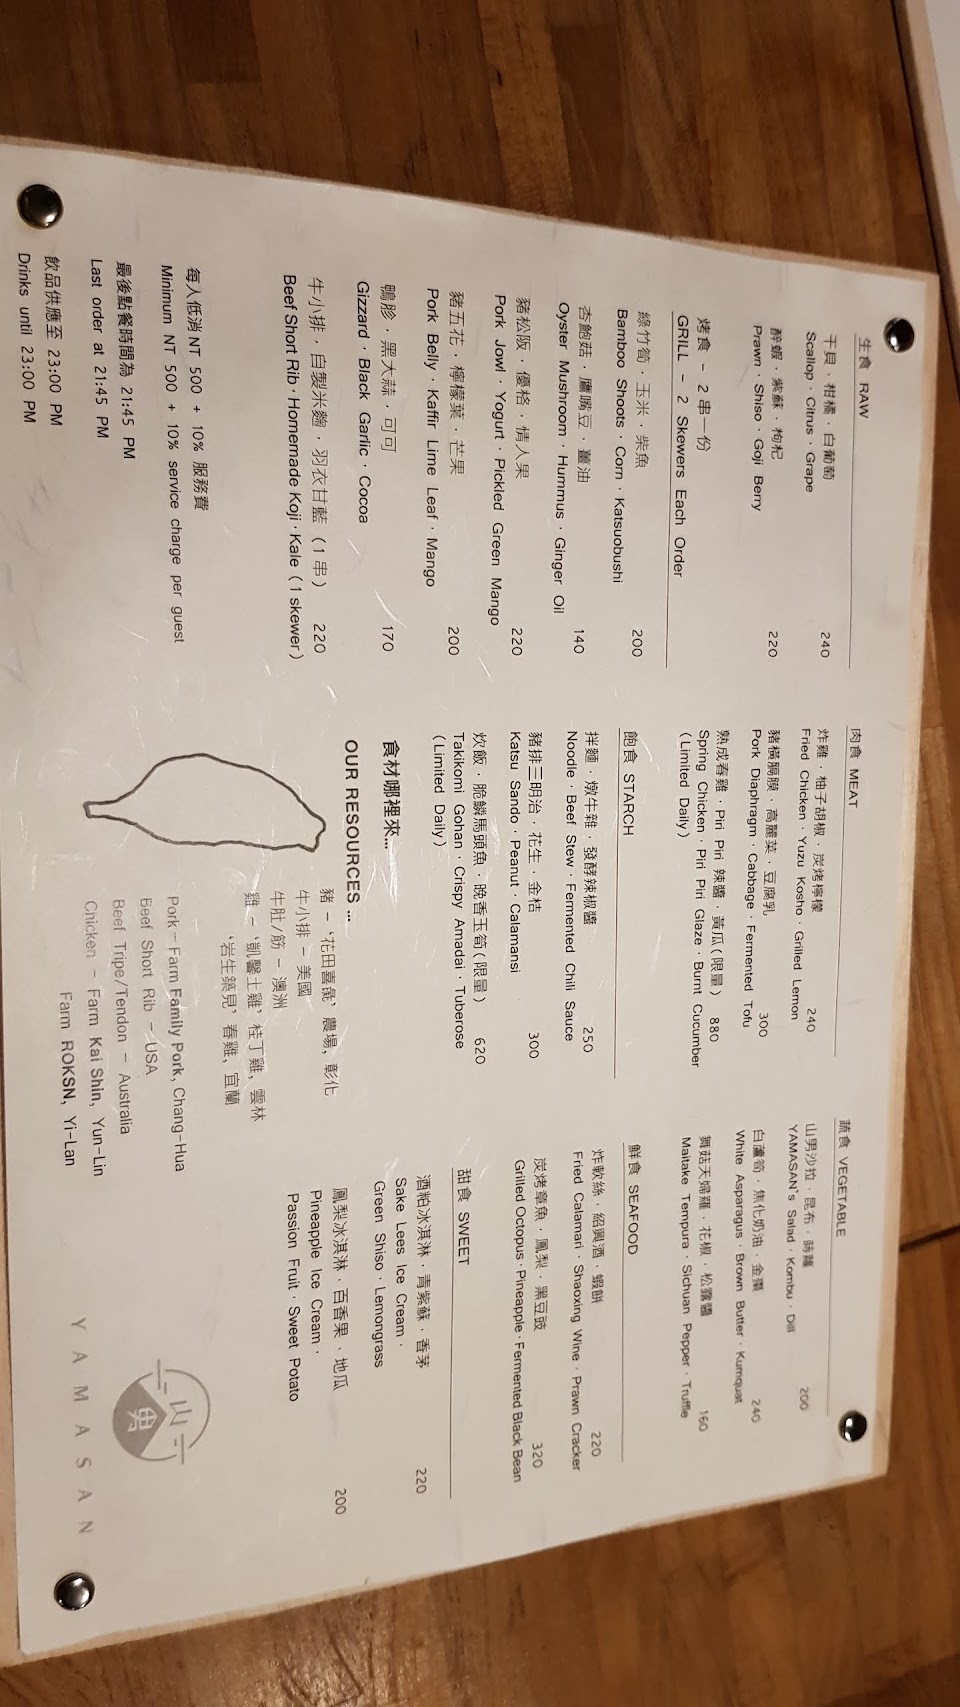 生食 RAW
干貝．柑橘．白葡萄
Scallop．Citrus．Grape
240
醉蝦．紫蘇．枸杞
Prawn．Shiso．Goji Berry
220
烤食 - 2 串一份
GRILL - 2 Skewers Each Order
綠竹筍．玉米．柴魚
Bamboo Shoots．Corn．Katsuobushi
200
杏鮑菇．鷹嘴豆．薑油
Oyster Mushroom．Hummus．Ginger Oil
140
豬松阪．優格．情人果
Pork Jowl．Yogurt．Pickled Green Mango
220
豬五花．檸檬葉．芒果
Pork Belly．Kaffir Lime Leaf．Mango
200
鴨胗．黑大蒜．可可
Gizzard．Black Garlic．Cocoa
170
牛小排．自製米麴．羽衣甘藍（1 串） 220
Beef Short Rib．Homemade Koji．Kale（1 skewer）
每人低消 NT 500 + 10% 服務費
Minimum NT 500 + 10% service charge per guest
最後點餐時間為 21:45 PM
Last order at 21:45 PM
飲品供應至 23:00 PM
Drinks until 23:00 PM
肉食 MEAT
炸雞．柚子胡椒．炭烤檸檬
Fried Chicken．Yuzu Kosho．Grilled Lemon
240
豬橫膈膜．高麗菜．豆腐乳
Pork Diaphragm．Cabbage．Fermented Tofu
300
熟成春雞．Piri Piri 辣醬．黃瓜(限量) 880
Spring Chicken．Piri Piri Glaze．Burnt Cucumber
（Limited Daily）
飽食 STARCH
拌麵．燉牛雜．發酵辣椒醬
Noodle．Beef Stew．Fermented Chili Sauce
250
豬排三明治．花生．金桔
Katsu Sando．Peanut．Calamansi
300
炊飯．脆鱗馬頭魚．晚香玉筍(限量) 620
Takikomi Gohan．Crispy Amadai．Tuberose
（Limited Daily）
食材哪裡來...
OUR RESOURCES ...
豬 - ‘花田喜彘’ 農場, 彰化
牛小排 - 美國
牛肚/筋 - 澳洲
雞 - ‘凱馨土雞’ 桂丁雞, 雲林
‘岩生築見’ 春雞, 宜蘭
Pork - Farm Family Pork, Chang-Hua
Beef Short Rib - USA
Beef Tripe/Tendon - Australia
Chicken - Farm Kai Shin, Yun-Lin
Farm ROKSN, Yi-Lan
蔬食 VEGETABLE
山男沙拉．昆布．蒔蘿
YAMASAN's Salad．Kombu．Dill
200
白蘆筍．焦化奶油．金棗
White Asparagus．Brown Butter．Kumquat
240
舞菇天婦羅．花椒．松露醬
Maitake Tempura．Sichuan Pepper．Truffle
160
鮮食 SEAFOOD
炸軟絲．紹興酒．蝦餅
Fried Calamari．Shaoxing Wine．Prawn Cracker
220
炭烤章魚．鳳梨．黑豆豉
Grilled Octopus．Pineapple．Fermented Black Bean
320
甜食 SWEET
酒粕冰淇淋．青紫蘇．香茅
Sake Lees Ice Cream．
Green Shiso．Lemongrass
220
鳳梨冰淇淋．百香果．地瓜
Pineapple Ice Cream．
Passion Fruit．Sweet Potato
200
山男
YAMASAN